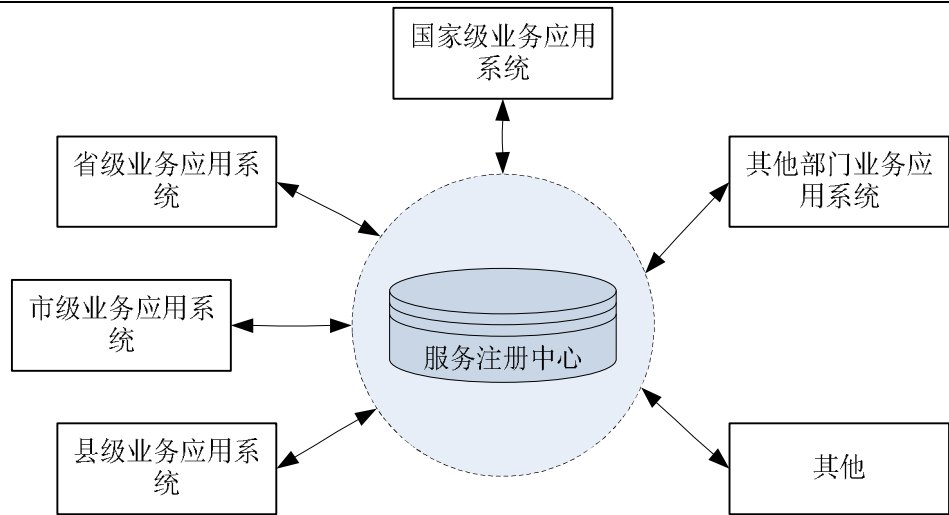 国家级业务应用
系统
省级业务应用系
统
其他部门业务应
用系统
市级业务应用系
统
服务注册中心
县级业务应用系
统
其他